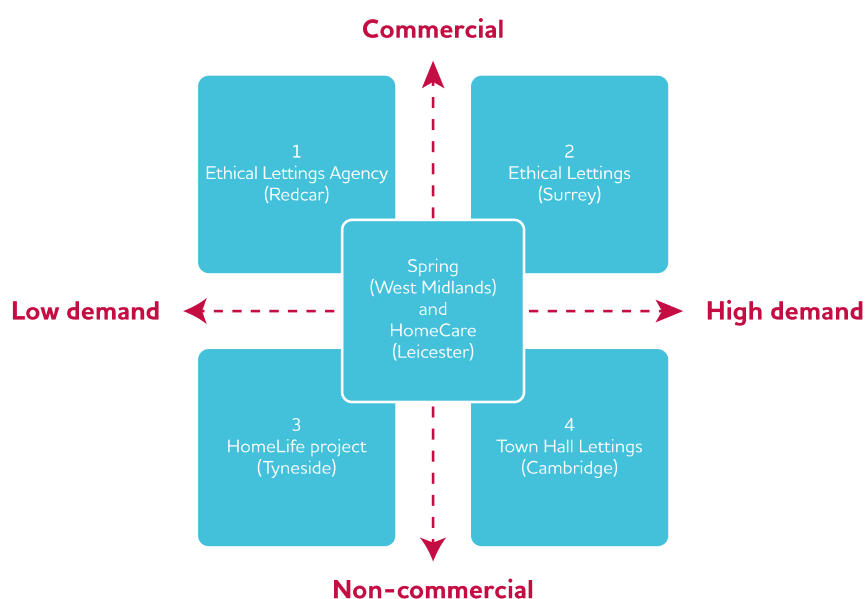 Commercial
1
Ethical Lettings Agency
(Redcar)
2
Ethical Lettings
(Surrey)
Low demand
Spring
(West Midlands)
and
HomeCare
(Leicester)
High demand
3
HomeLife project
(Tyneside)
4
Town Hall Lettings
(Cambridge)
Non-commercial